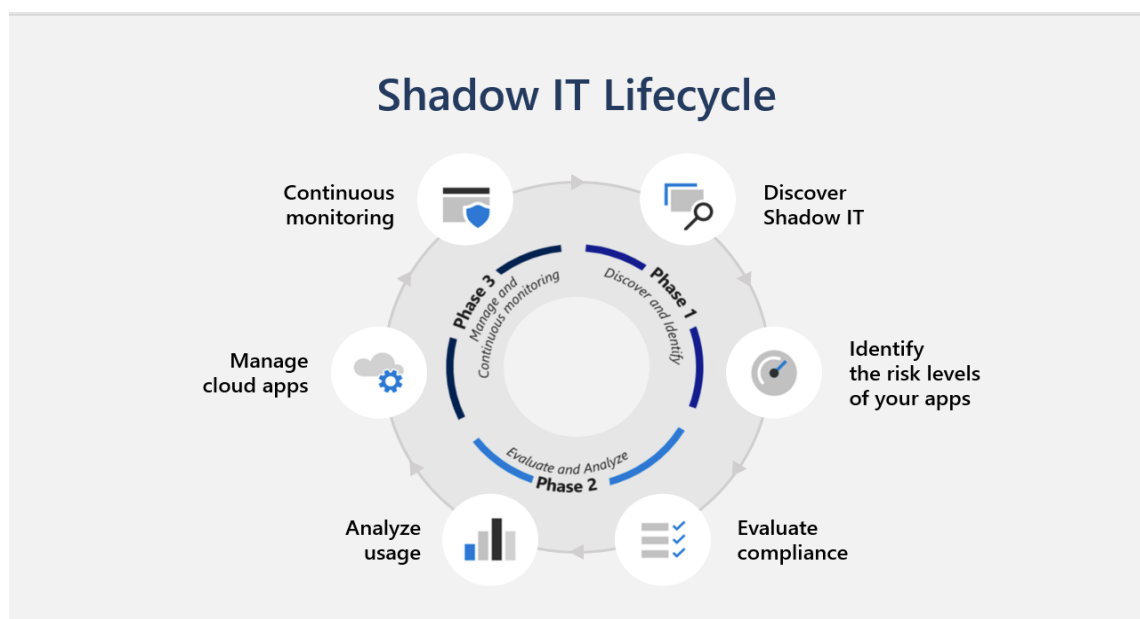 Shadow IT Lifecycle
Continuous
monitoring
Discover
Shadow IT
Phase 1
Discover and Identify
Phase 3
Manage and
Continuous monitoring
Manage
cloud apps
Identify
the risk levels
of your apps
Evaluate and Analyze
Phase 2
Analyze
usage
Evaluate
compliance